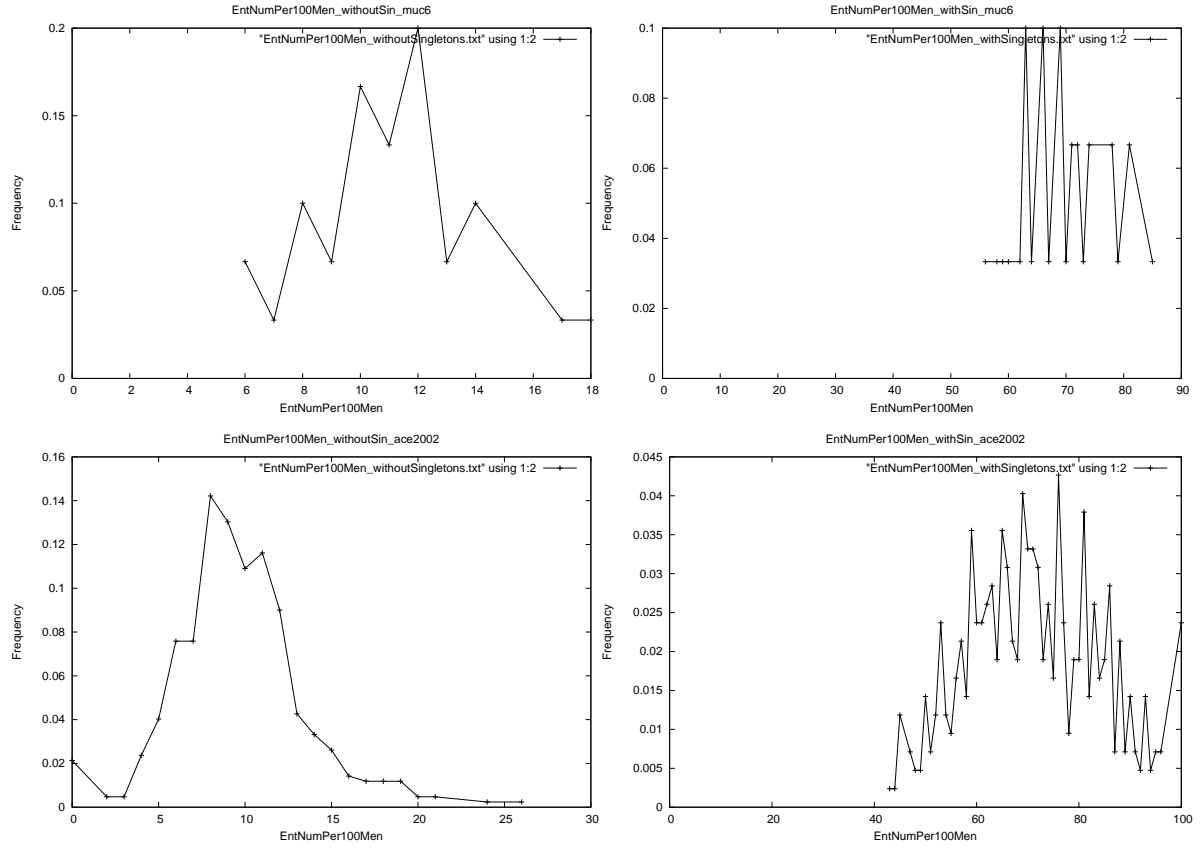 EntNumPer100Men_withoutSin_muc6
"EntNumPer100Men_withoutSingletons.txt" using 1:2
0.2
0.15
0.1
0.05
0
Frequency
0 2 4 6 8 10 12 14 16 18
EntNumPer100Men
EntNumPer100Men_withSin_muc6
"EntNumPer100Men_withSingletons.txt" using 1:2
0.1
0.08
0.06
0.04
0.02
0
Frequency
0 10 20 30 40 50 60 70 80 90
EntNumPer100Men
EntNumPer100Men_withoutSin_ace2002
"EntNumPer100Men_withoutSingletons.txt" using 1:2
0.16
0.14
0.12
0.1
0.08
0.06
0.04
0.02
0
Frequency
0 5 10 15 20 25 30
EntNumPer100Men
EntNumPer100Men_withSin_ace2002
"EntNumPer100Men_withSingletons.txt" using 1:2
0.045
0.04
0.035
0.03
0.025
0.02
0.015
0.01
0.005
0
Frequency
0 20 40 60 80 100
EntNumPer100Men